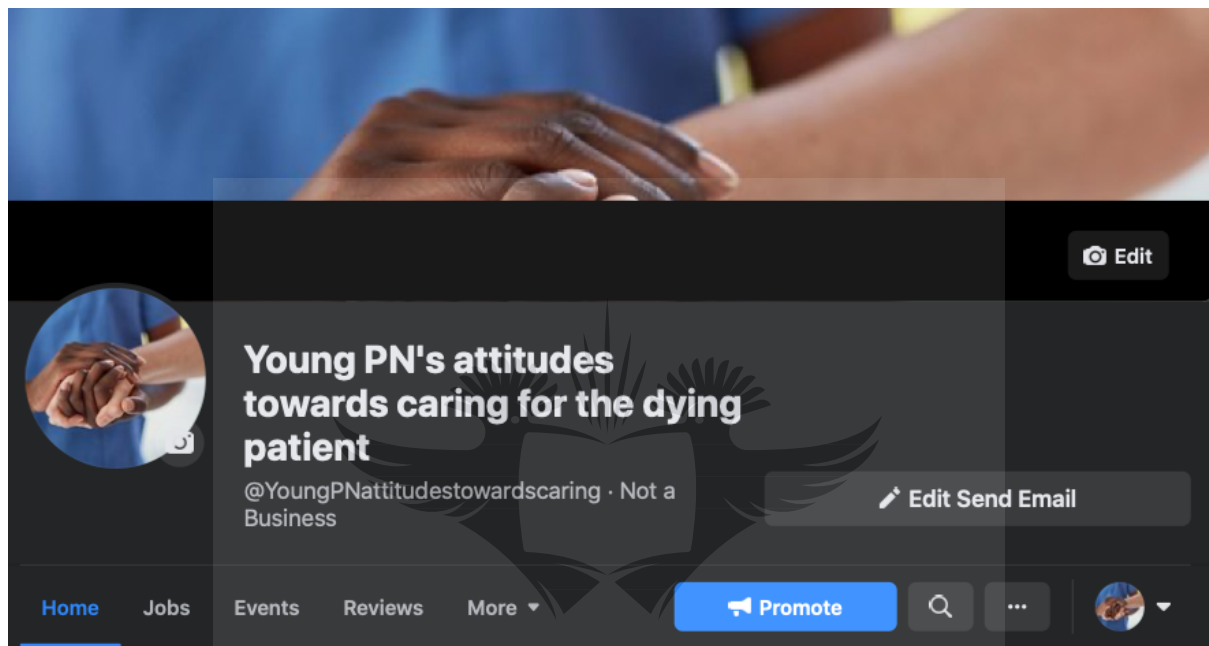 Edit
Young PN's attitudes
towards caring for the dying
patient
@YoungPNattitudestowardscaring · Not a
Business
Edit Send Email
Home Jobs Events Reviews More
Promote
...